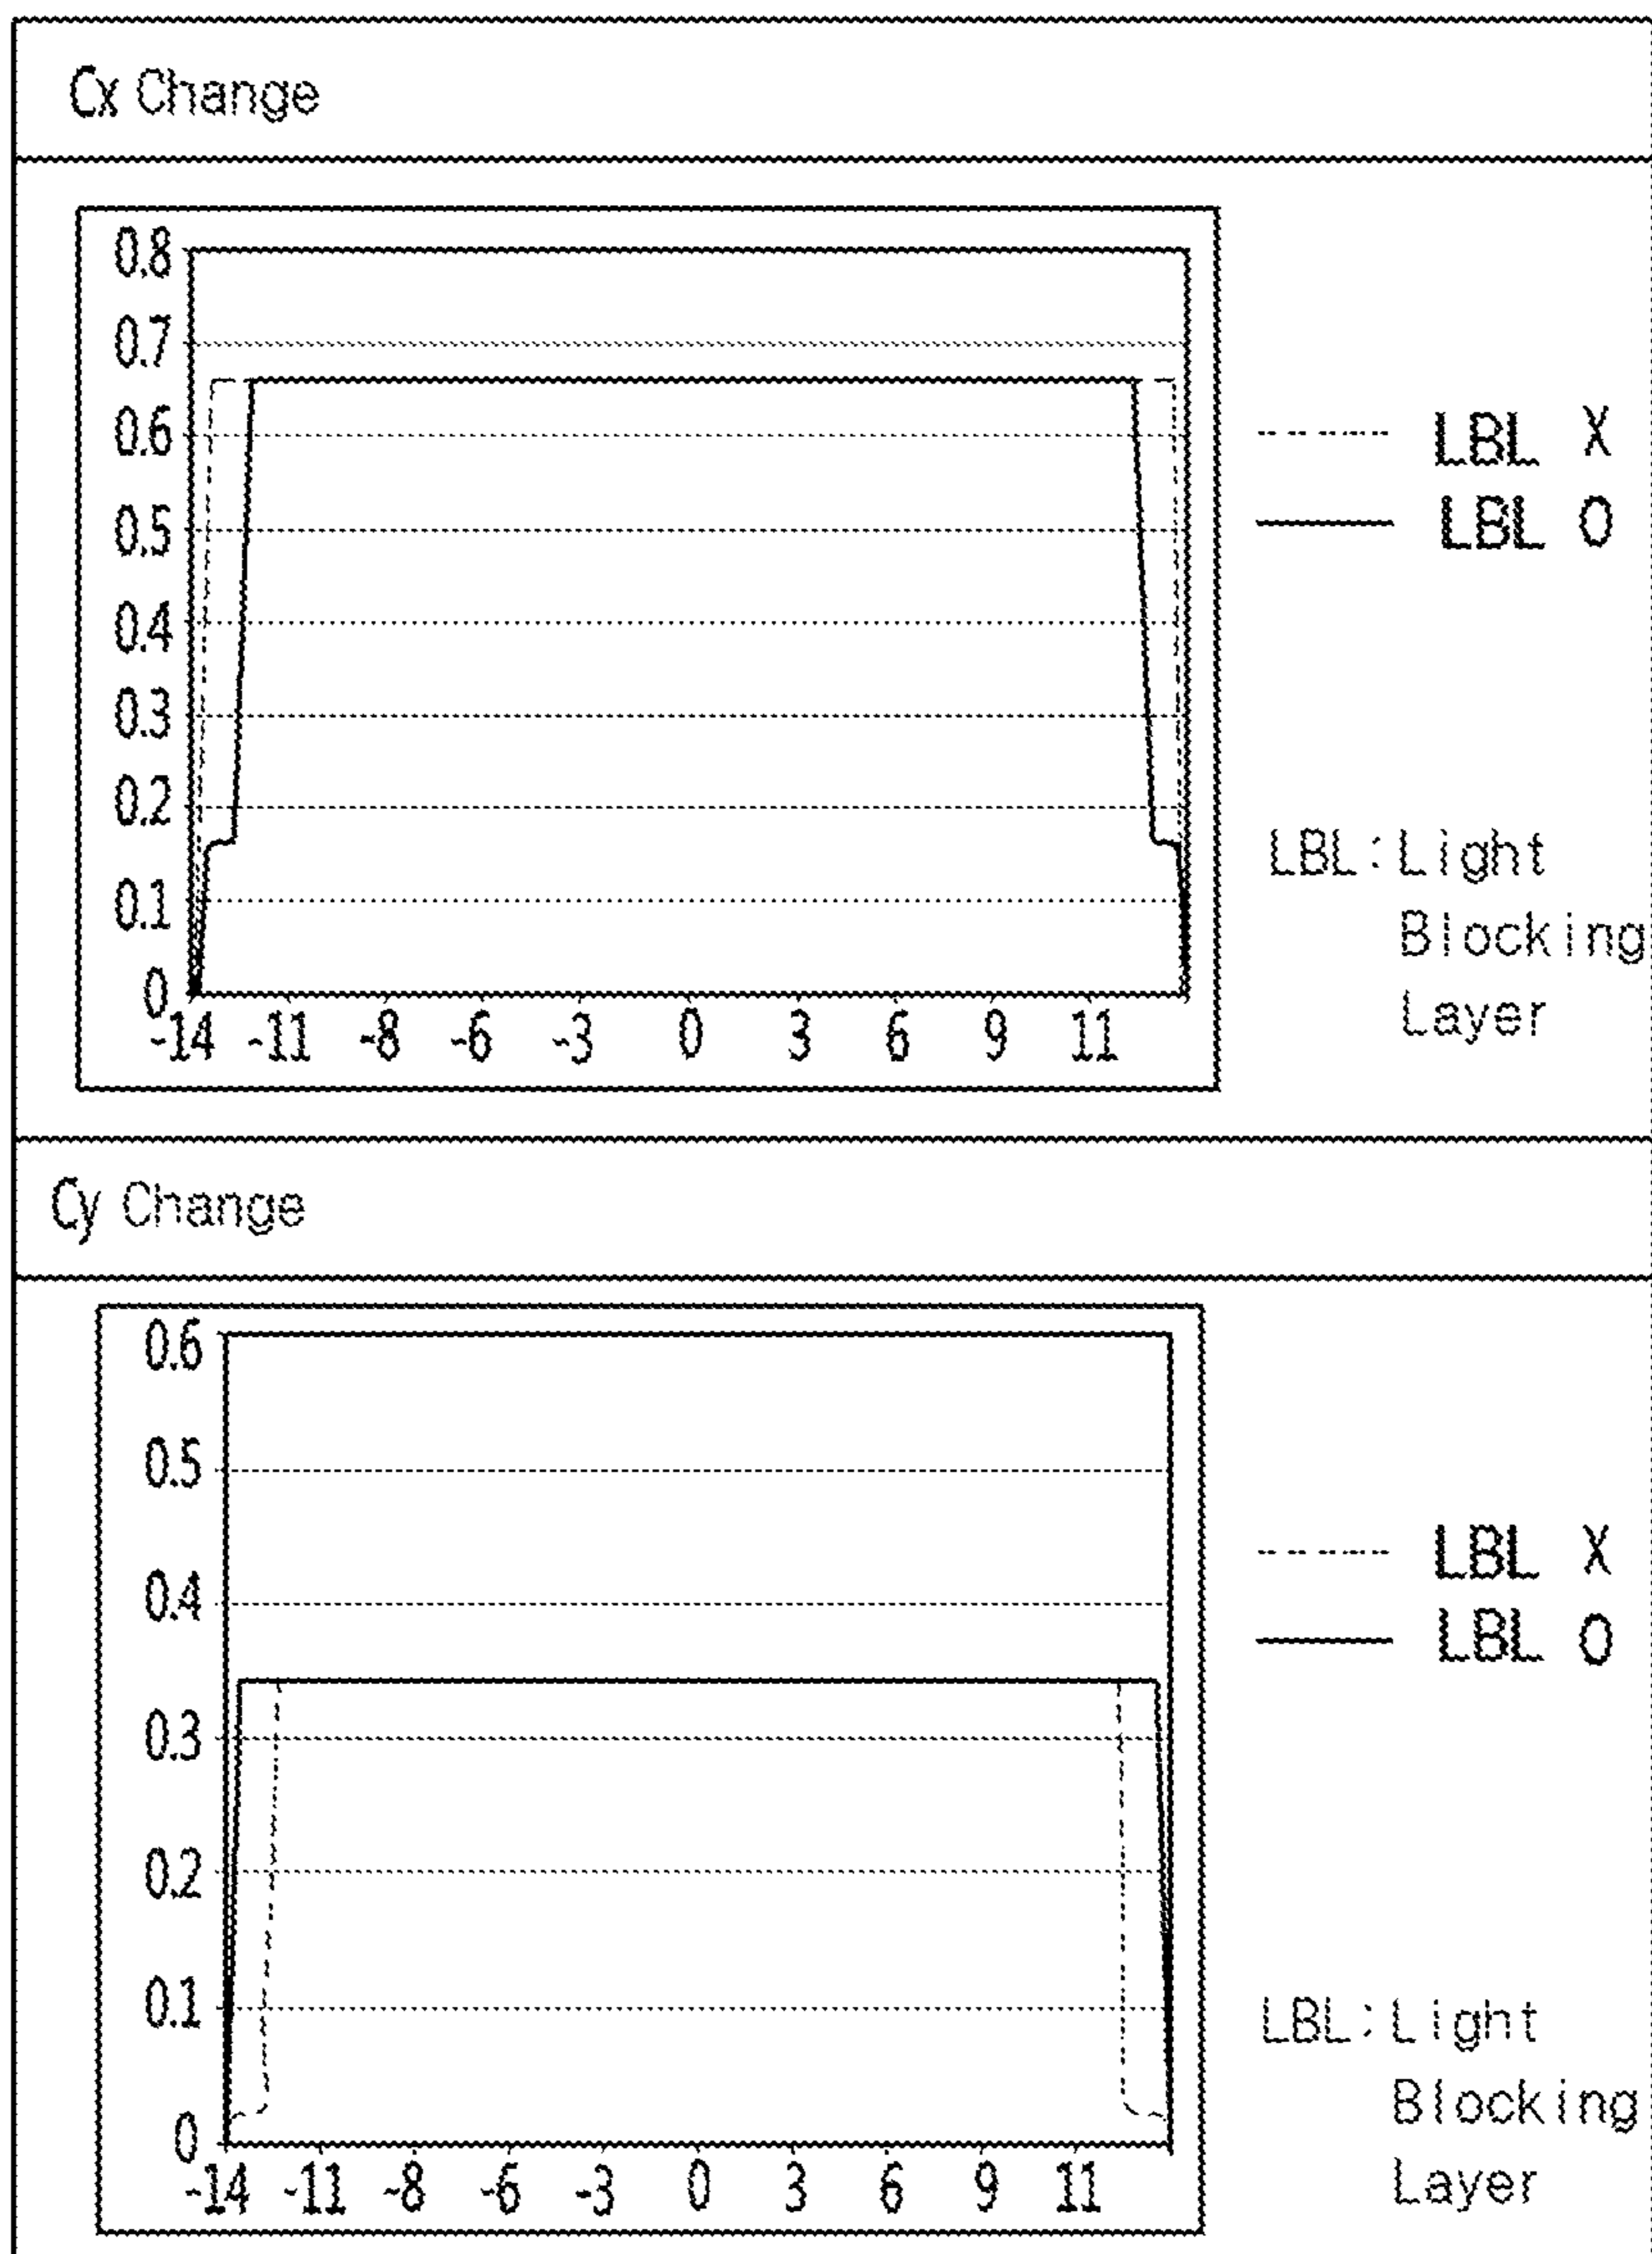 Cx Change
0.8
0.7
0.6
0.5
0.4
0.3
0.2
0.1
0
-14 -11 -8 -6 -3 0 3 6 9 11
LBL X
LBL O
LBL: Light
Blocking
Layer
Cy Change
0.6
0.5
0.4
0.3
0.2
0.1
0
-14 -11 -8 -6 -3 0 3 6 9 11
LBL X
LBL O
LBL: Light
Blocking
Layer